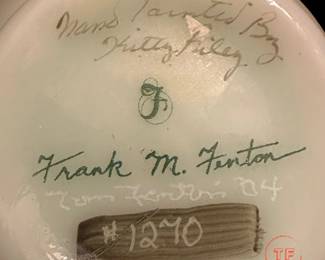 Hand Painted By
Kitty Riley
F
Frank M. Fenton
Tom Fenton '04
# 1270
TF